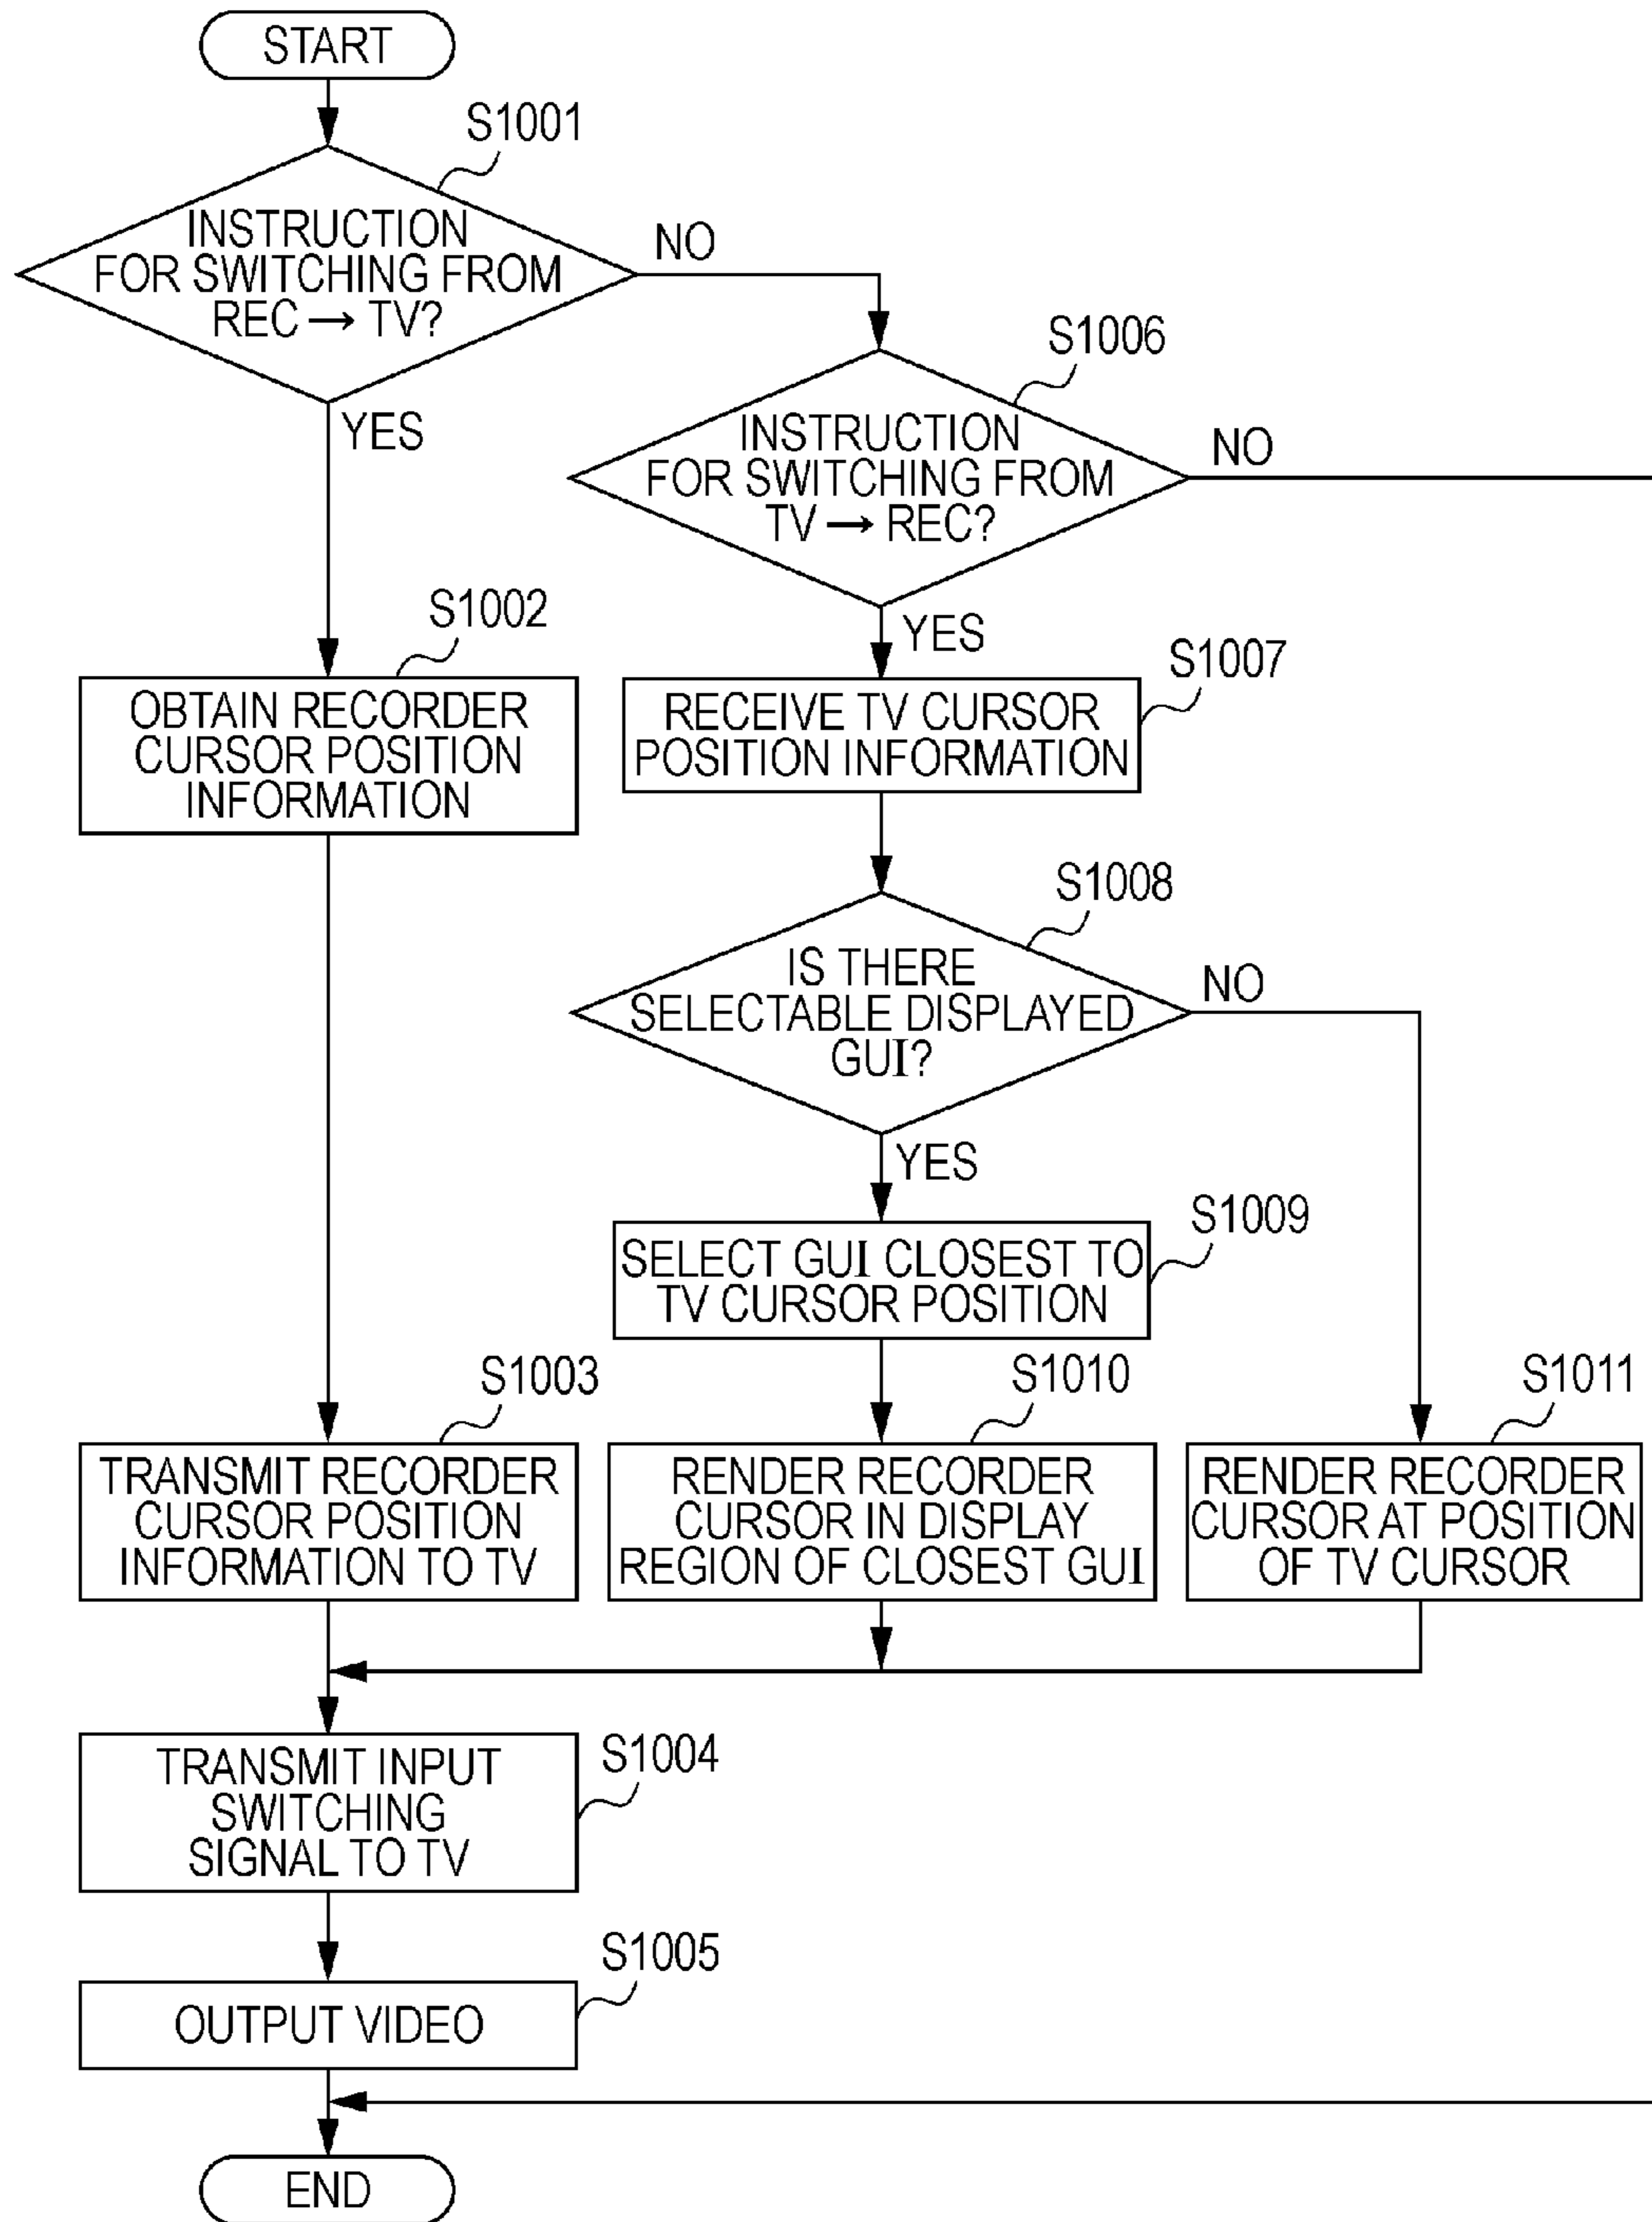 START
S1001
INSTRUCTION
FOR SWITCHING FROM
REC → TV?
NO
YES
S1006
INSTRUCTION
FOR SWITCHING FROM
TV → REC?
NO
YES
S1002
OBTAIN RECORDER
CURSOR POSITION
INFORMATION
S1007
RECEIVE TV CURSOR
POSITION INFORMATION
S1008
IS THERE
SELECTABLE DISPLAYED
GUI?
NO
YES
S1009
SELECT GUI CLOSEST TO
TV CURSOR POSITION
S1003
TRANSMIT RECORDER
CURSOR POSITION
INFORMATION TO TV
S1010
RENDER RECORDER
CURSOR IN DISPLAY
REGION OF CLOSEST GUI
S1011
RENDER RECORDER
CURSOR AT POSITION
OF TV CURSOR
S1004
TRANSMIT INPUT
SWITCHING
SIGNAL TO TV
S1005
OUTPUT VIDEO
END